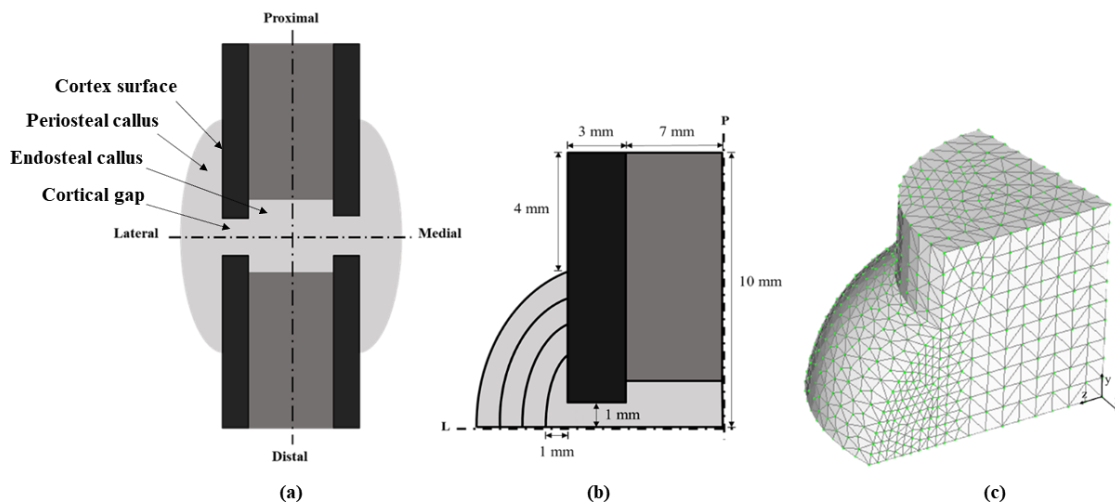 Proximal
Cortex surface
Periosteal callus
Endosteal callus
Cortical gap
Lateral
Medial
Distal
(a)
P
3 mm
7 mm
4 mm
10 mm
1 mm
L
1 mm
(b)
y
z
(c)